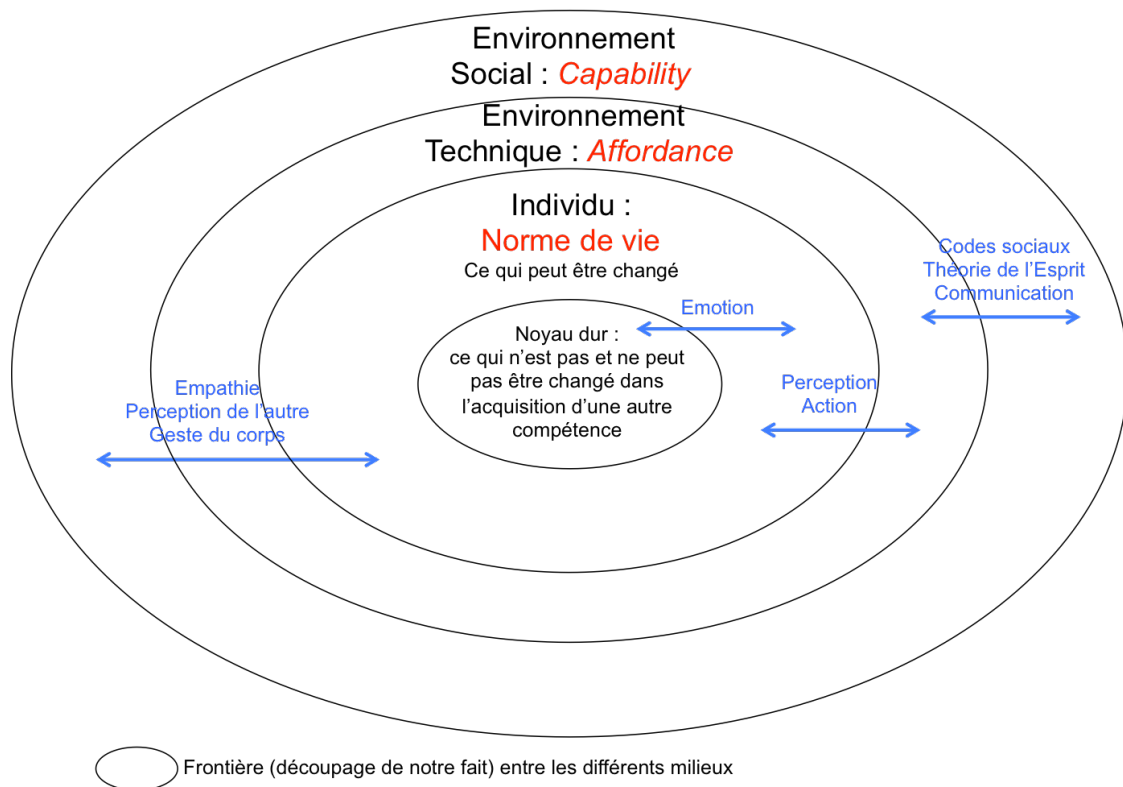 Environnement
Social : Capability
Environnement
Technique : Affordance
Individu :
Norme de vie
Ce qui peut être changé
Codes sociaux
Théorie de l'Esprit
Communication
Emotion
Noyau dur :
ce qui n'est pas et ne peut
pas être changé dans
l'acquisition d'une autre
compétence
Perception
Action
Empathie
Perception de l'autre
Geste du corps
Frontière (découpage de notre fait) entre les différents milieux